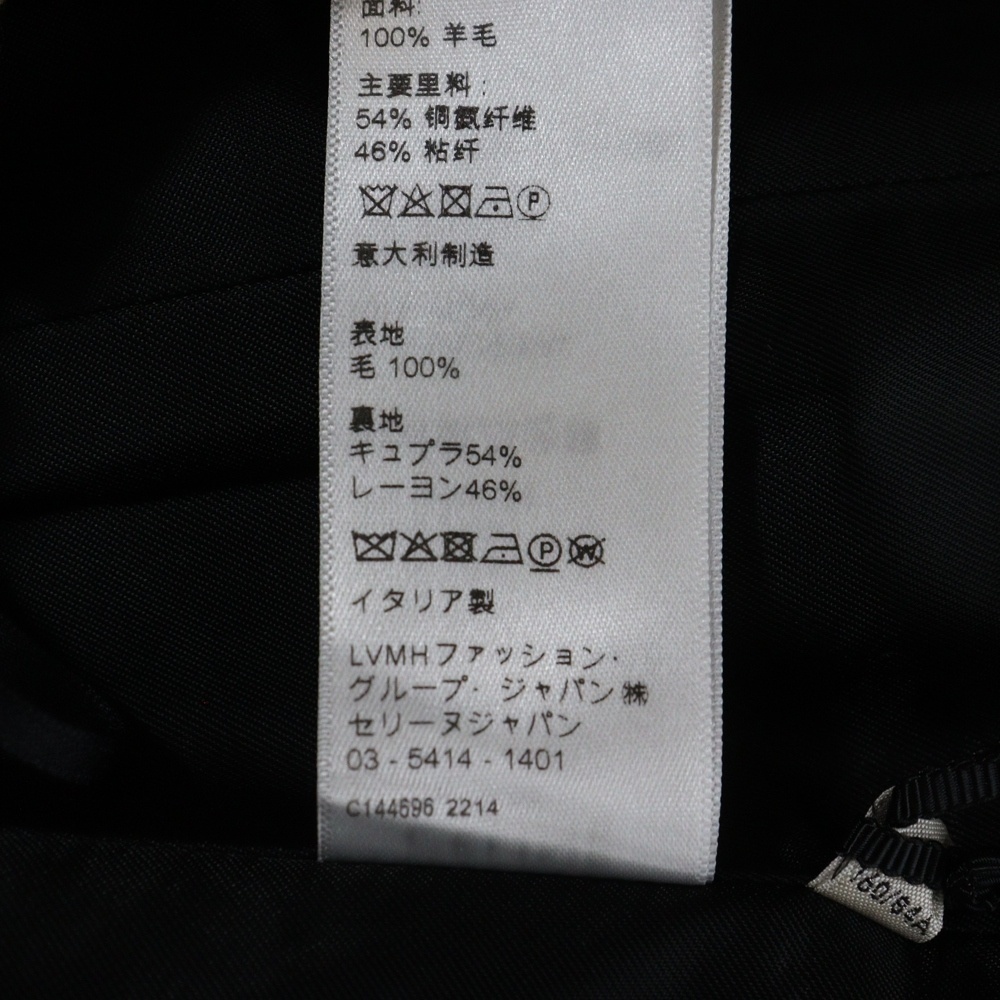 面料:
100% 羊毛
主要里料:
54% 铜氨纤维
46% 粘纤
P
意大利制造
表地
毛 100%
裏地
キュプラ54%
レーヨン46%
P W
イタリア製
LVMHファッション・
グループ・ジャパン㈱
セリーヌジャパン
03 - 5414 - 1401
C144696 2214
160/64A